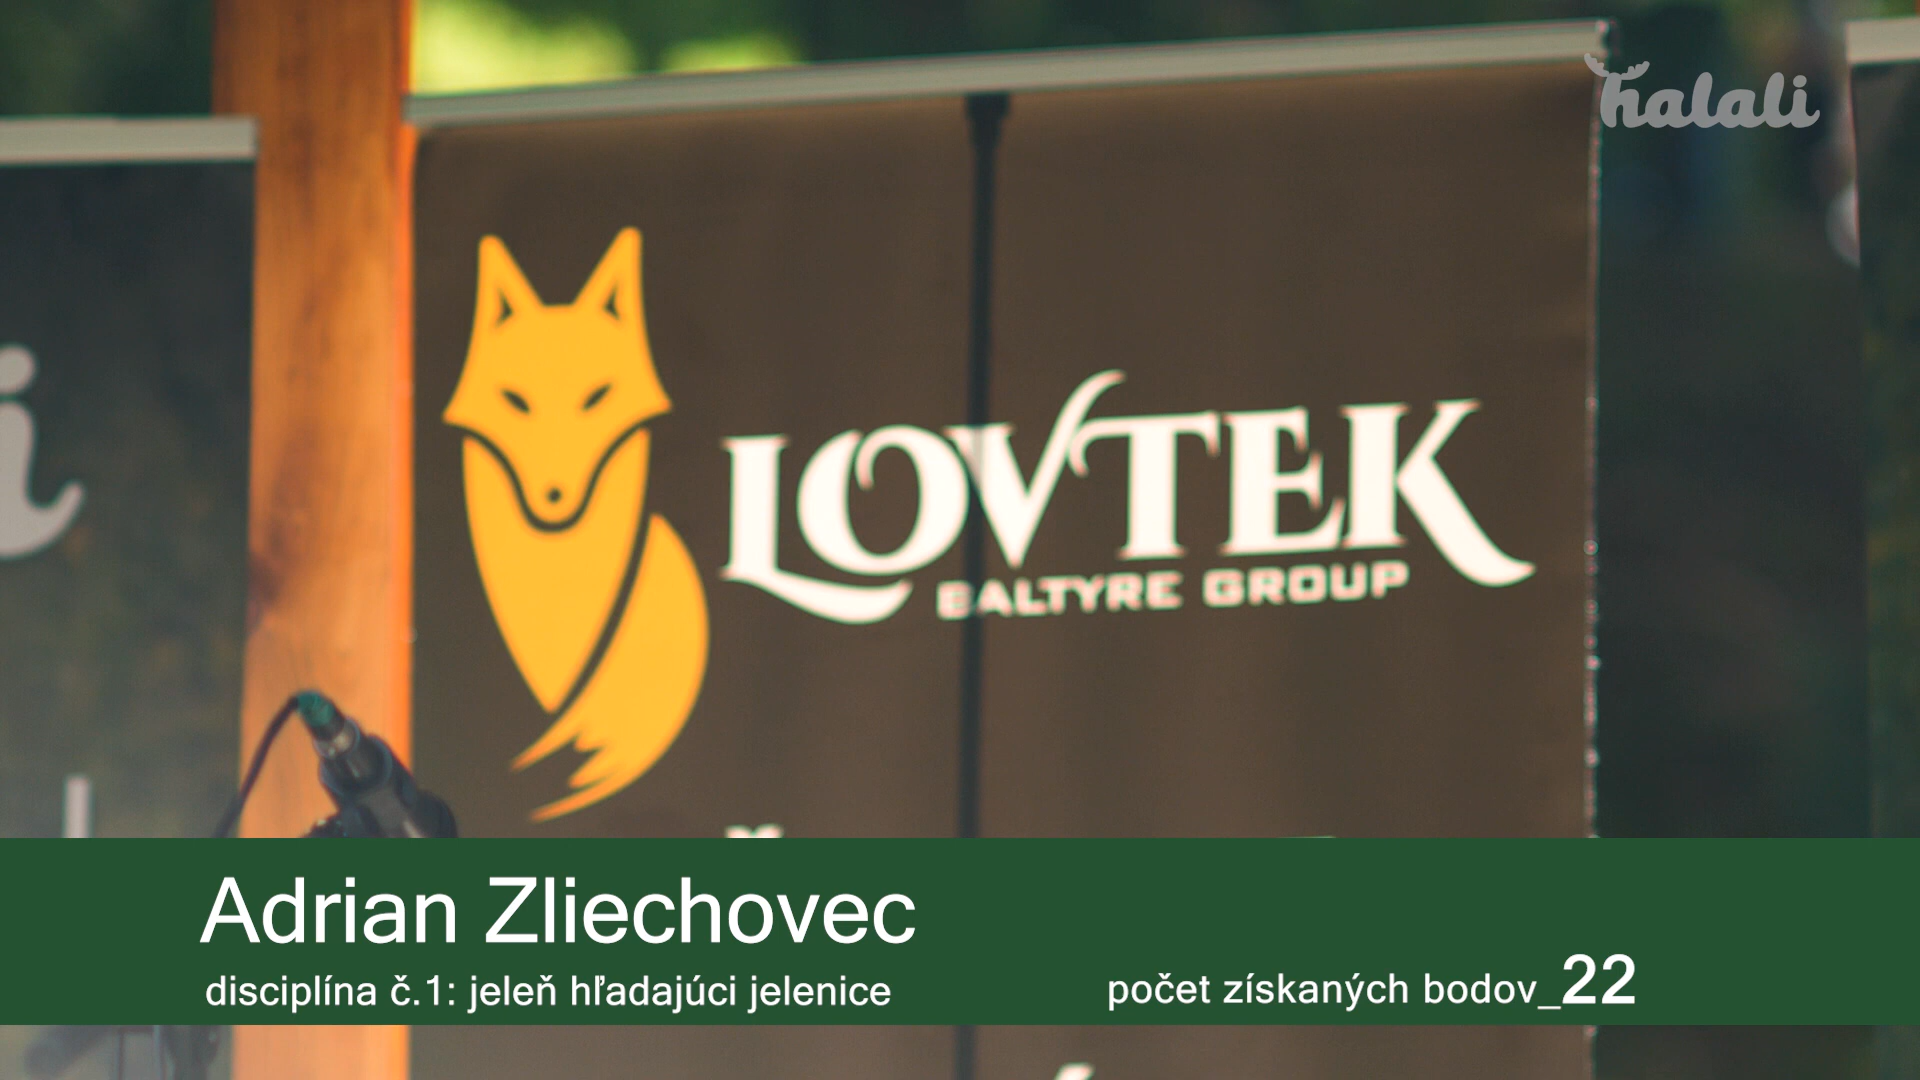 halali
LOVTEK
BALTYRE GROUP
Adrian Zliechovec
disciplína č.1: jeleň hľadajúci jelenice
počet získaných bodov_22